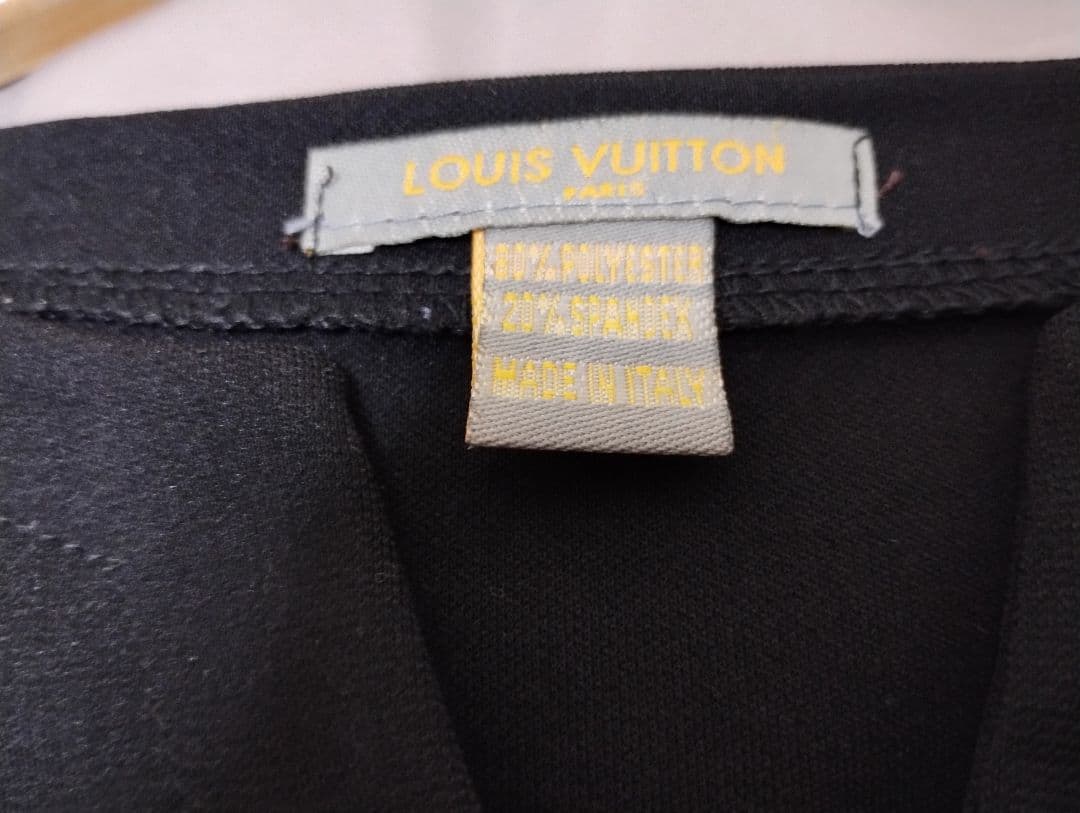 LOUIS VUITTON
PARIS
80% POLYESTER
20% SPANDEX
MADE IN ITALY